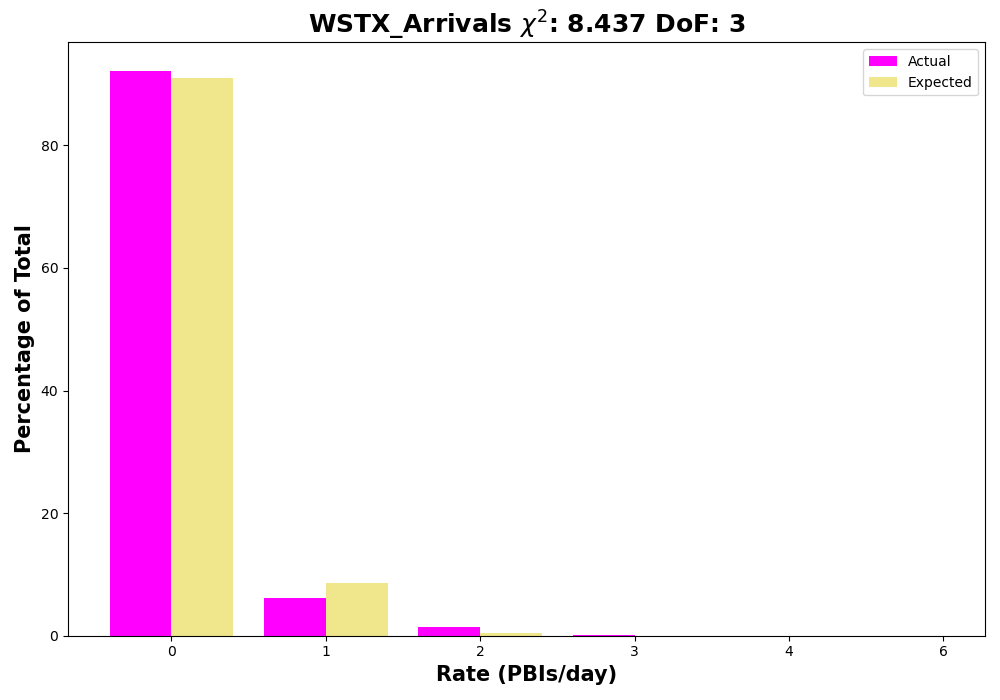 WSTX_Arrivals χ²: 8.437 DoF: 3
Actual
Expected
Percentage of Total
80
60
40
20
0
0 1 2 3 4 6
Rate (PBIs/day)